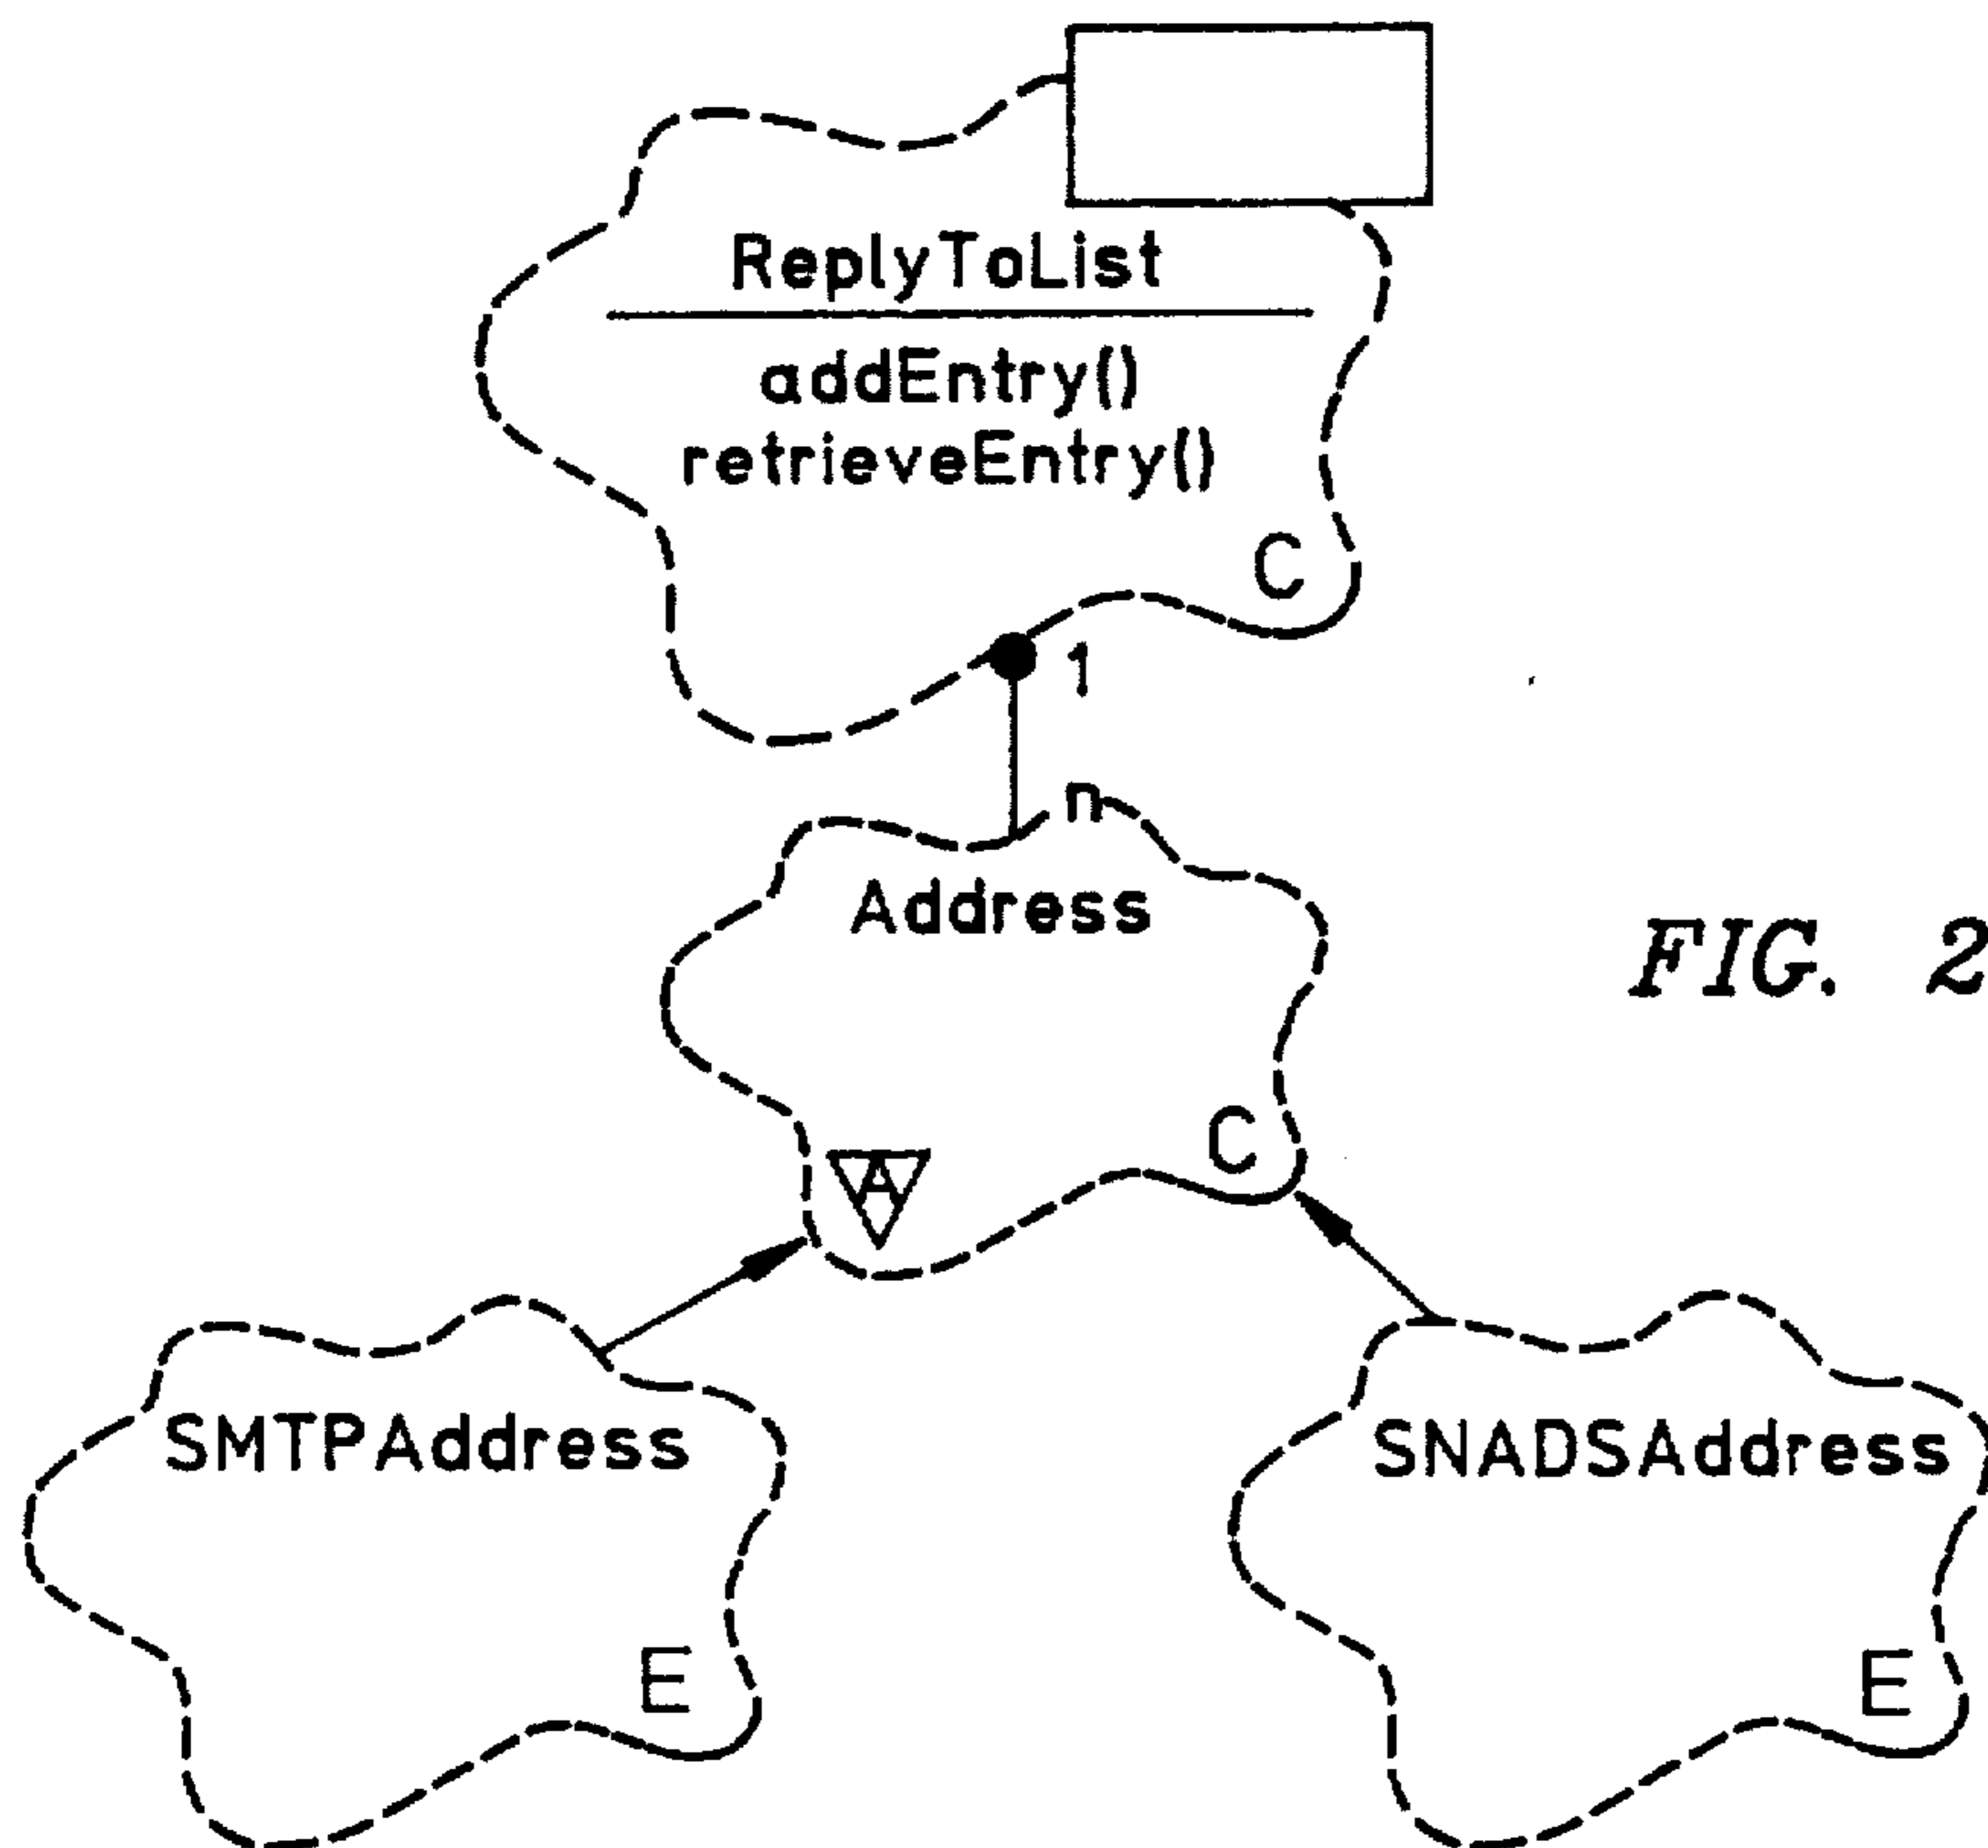 ReplyToList
addEntry()
retrieveEntry()
C
1
n
Address
FIG. 2
C
A
SMTPAddress
SNADSAddress
E
E